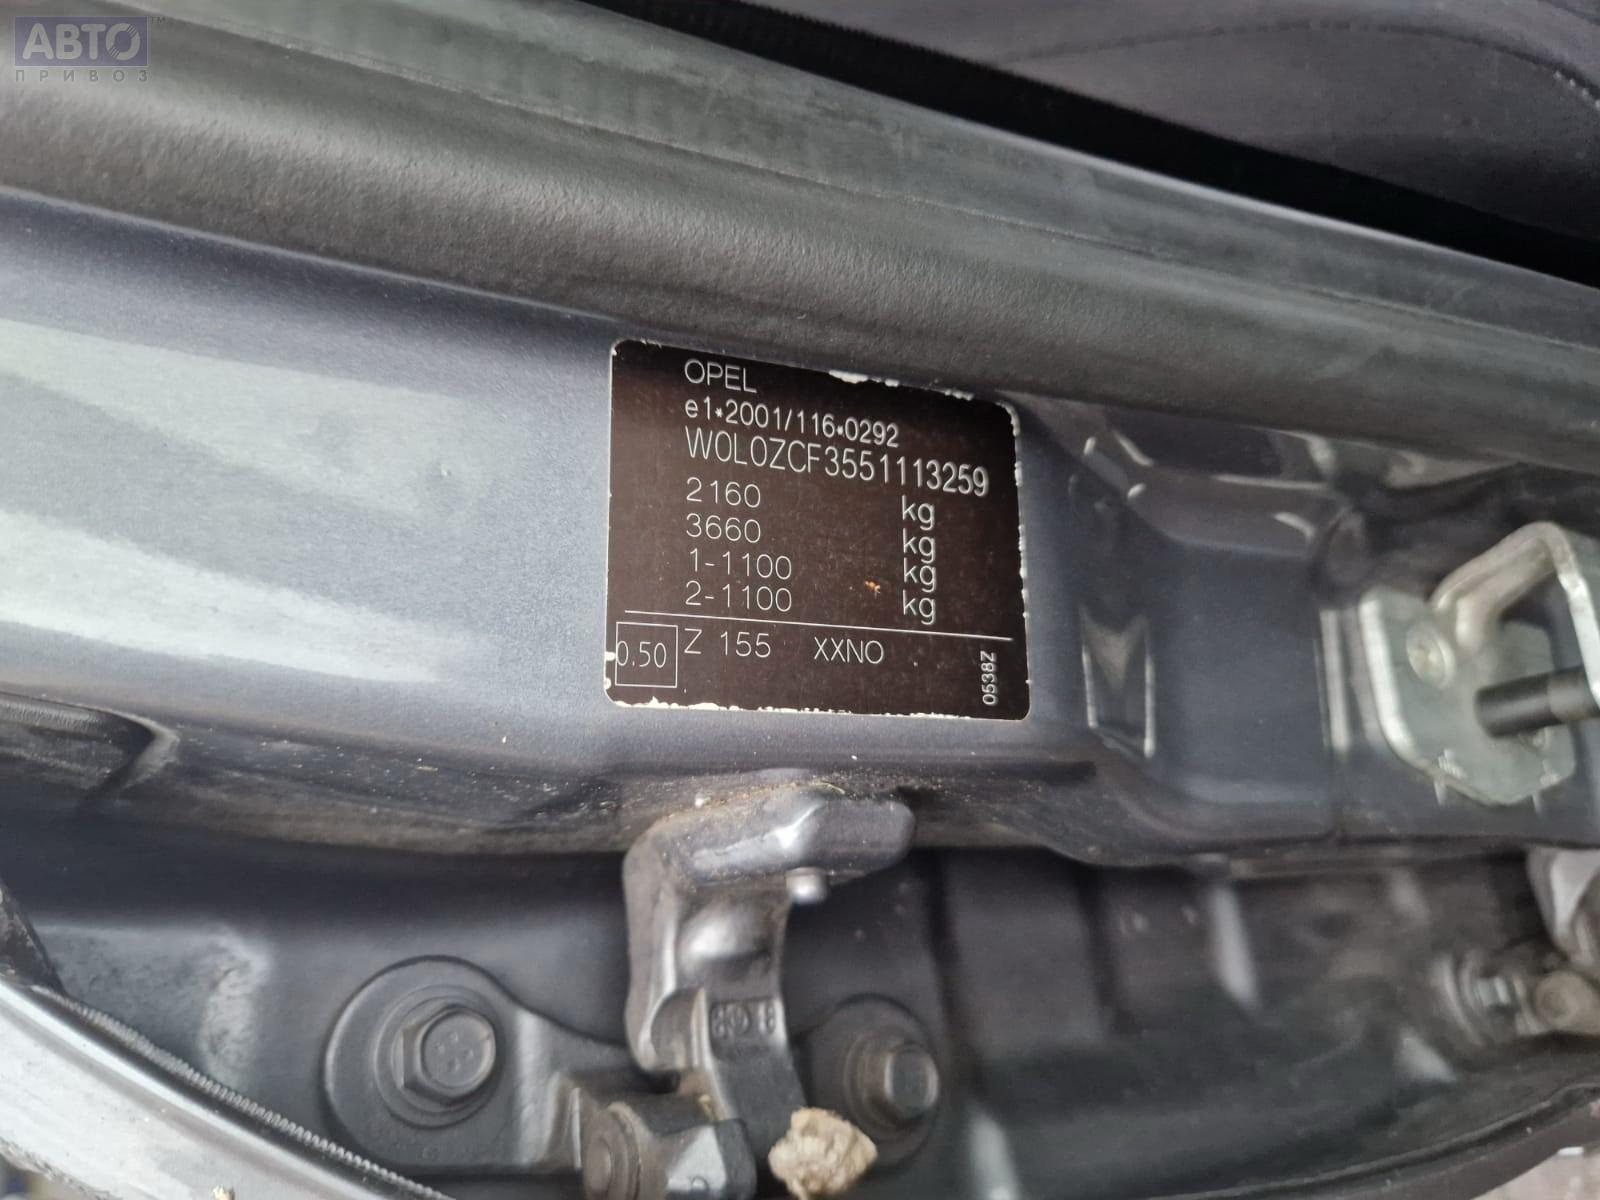 АВТО™
ПРИВОЗ
OPEL
e1*2001/116*0292
W0L0ZCF3551113259
2160 kg
3660 kg
1-1100 kg
2-1100 kg
0.50 Z 155 XXNO
0538Z